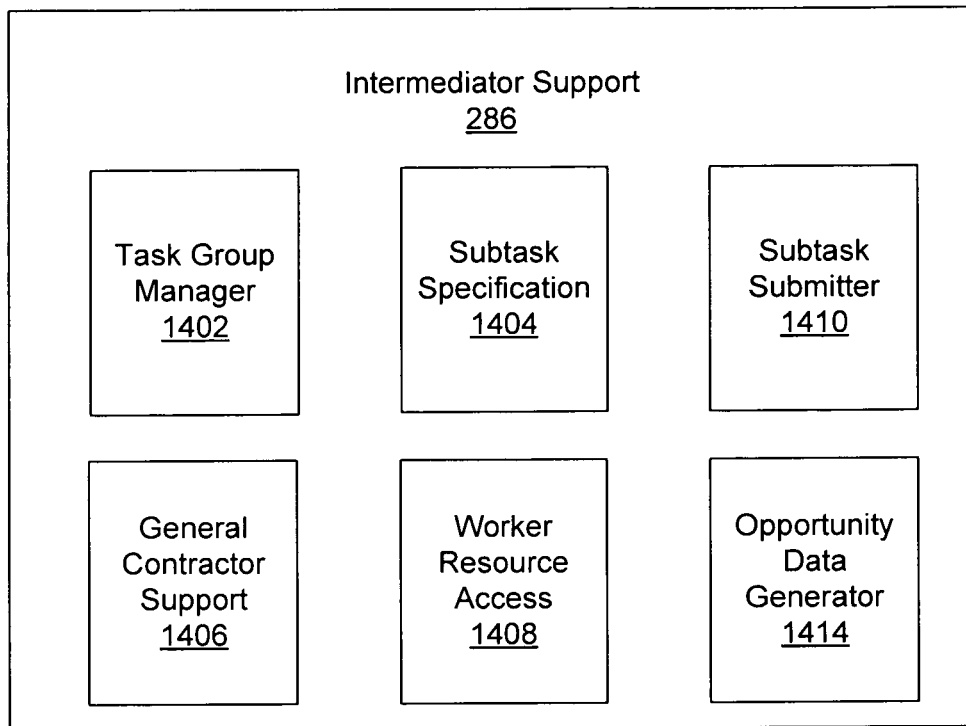 Intermediator Support
286
Task Group
Manager
1402
Subtask
Specification
1404
Subtask
Submitter
1410
General
Contractor
Support
1406
Worker
Resource
Access
1408
Opportunity
Data
Generator
1414